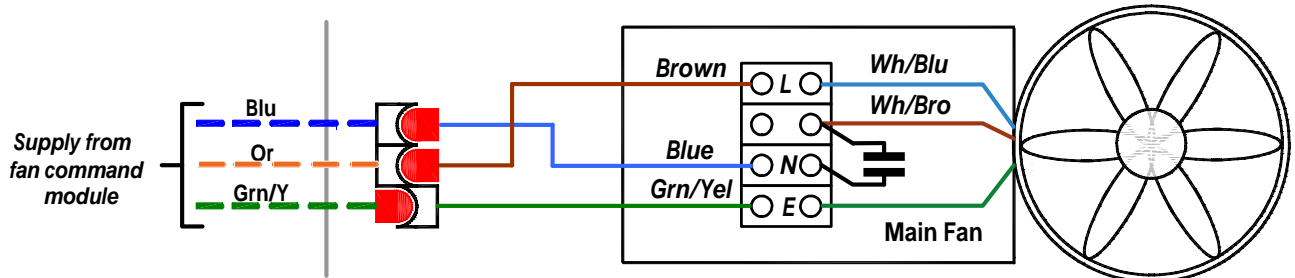 Supply from
fan command
module
Blu
Or
Grn/Y
Brown
Blue
Grn/Yel
L
N
E
Wh/Blu
Wh/Bro
Main Fan